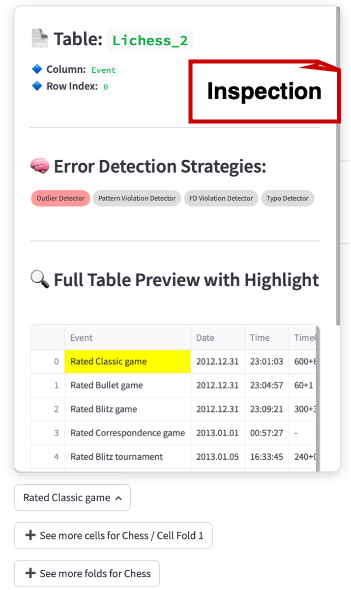 Table: Lichess_2
Column: Event
Row Index: 0
Inspection
Error Detection Strategies:
Outlier Detector Pattern Violation Detector FD Violation Detector Typo Detector
Full Table Preview with Highlight
Event Date Time Time
0 Rated Classic game 2012.12.31 23:01:03 600+8
1 Rated Bullet game 2012.12.31 23:04:57 60+1
2 Rated Blitz game 2012.12.31 23:09:21 300+3
3 Rated Correspondence game 2013.01.01 00:57:27 -
4 Rated Blitz tournament 2013.01.05 16:33:45 240+0
Rated Classic game
See more cells for Chess / Cell Fold 1
See more folds for Chess